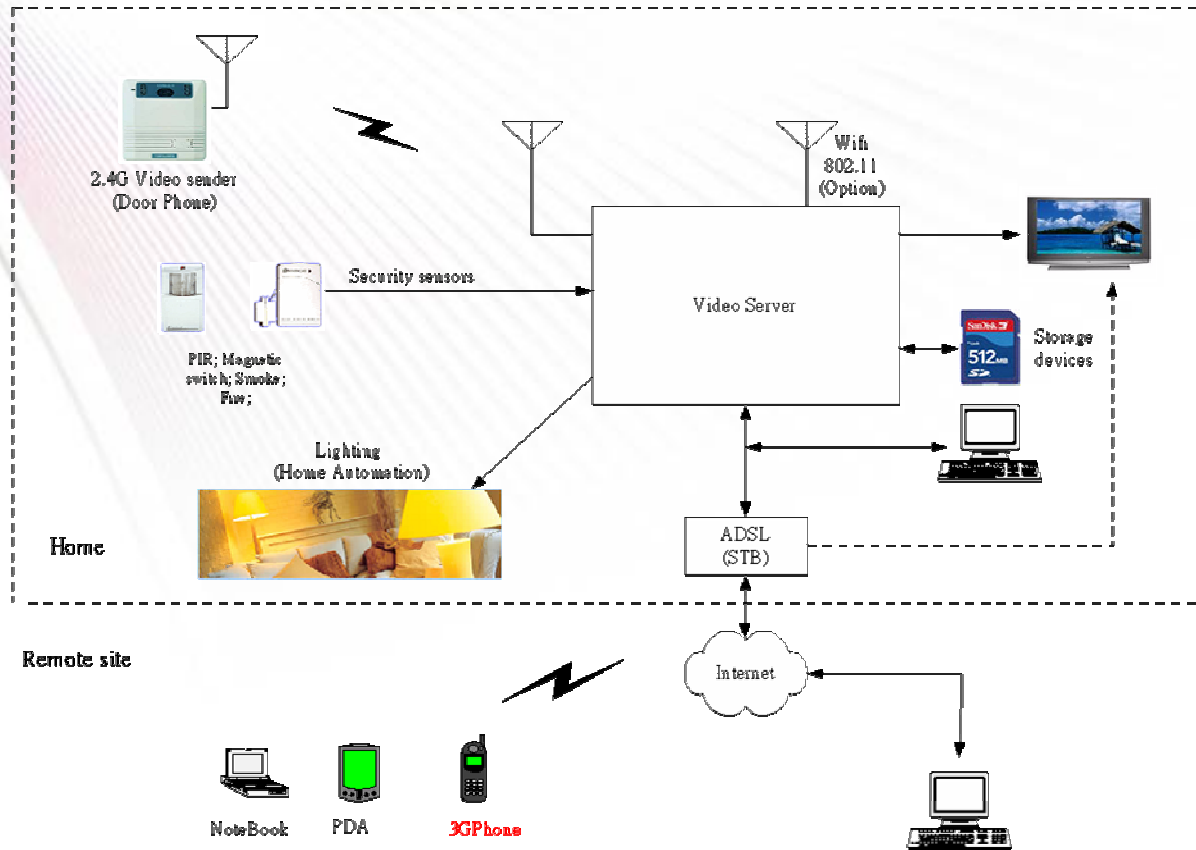 Wifi
802.11
(Option)
2.4G Video sender
(Door Phone)
Security sensors
Video Server
SanDisk
512MB
SD
Storage
devices
PIR; Magnetic
switch; Smoke;
Fire;
Lighting
(Home Automation)
Home
ADSL
(STB)
Remote site
Internet
NoteBook
PDA
3GPhone